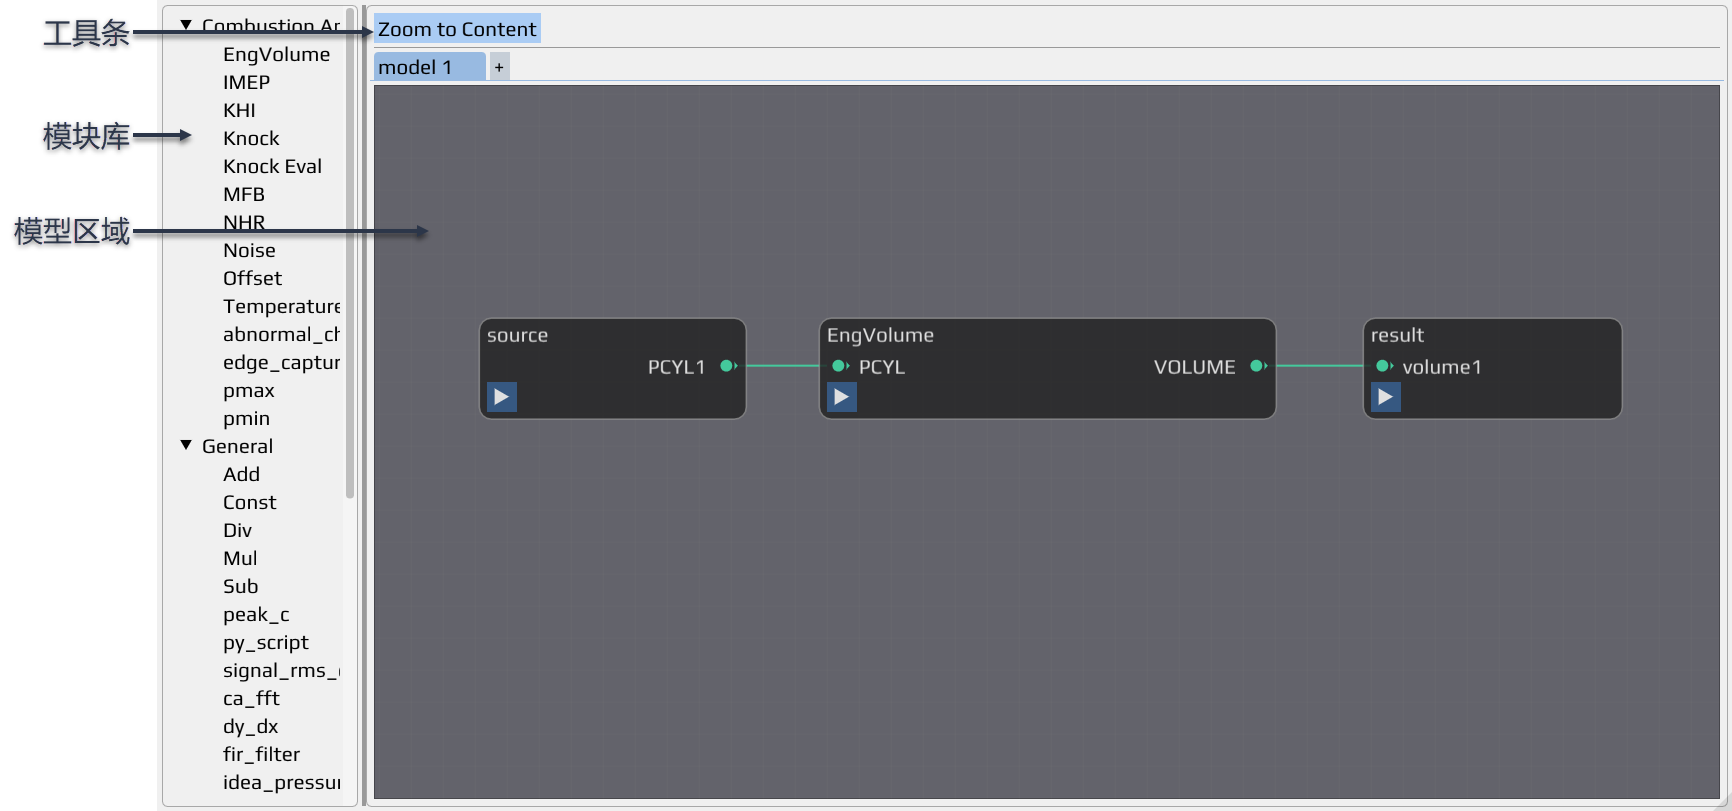 工具条
模块库
模型区域
Combustion An
EngVolume
IMEP
KHI
Knock
Knock Eval
MFB
NHR
Noise
Offset
Temperature
abnormal_ch
edge_captur
pmax
pmin
General
Add
Const
Div
Mul
Sub
peak_c
py_script
signal_rms_
ca_fft
dy_dx
fir_filter
idea_pressur
Zoom to Content
model 1 +
source
PCYL1
EngVolume
PCYL VOLUME
result
volume1